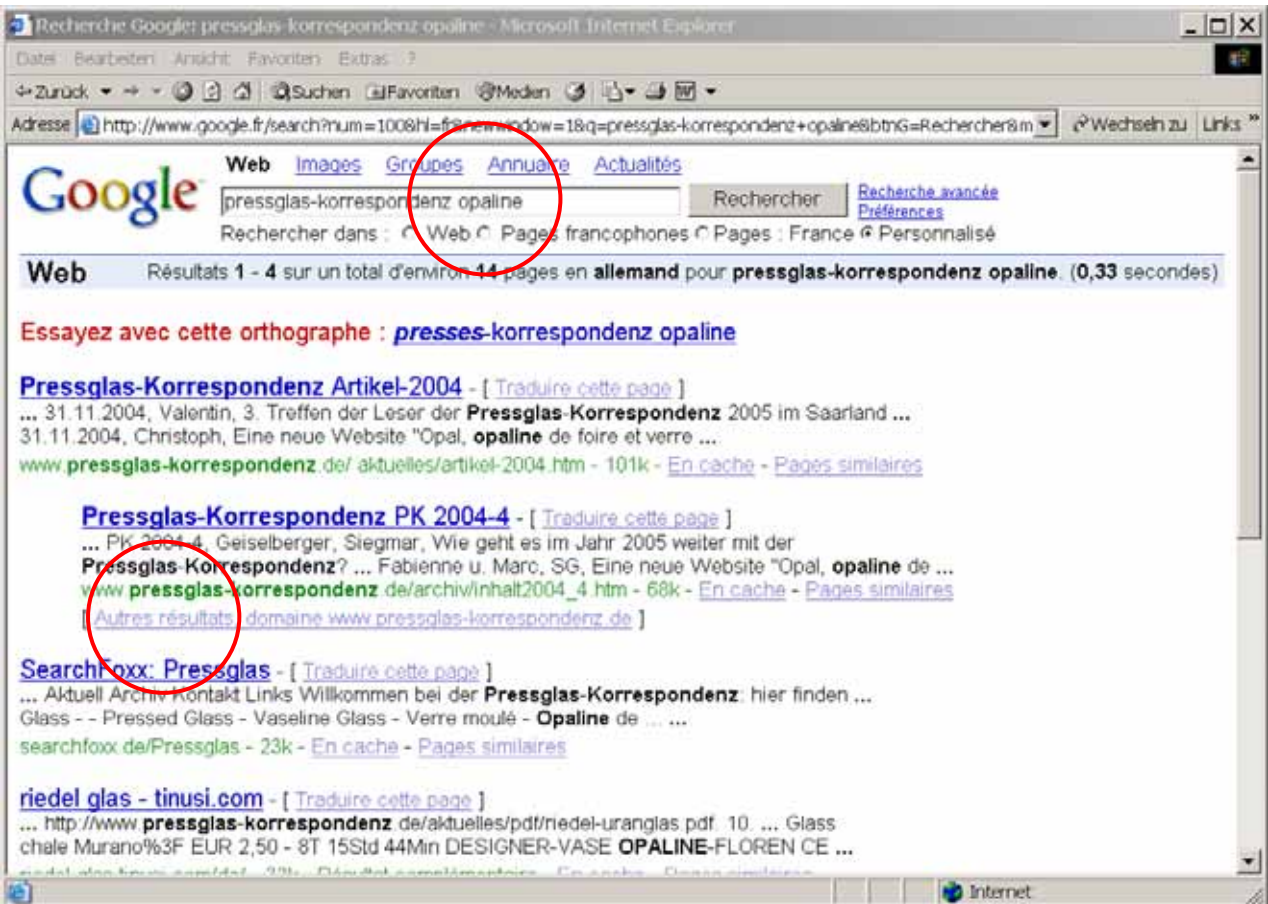 Recherche Google: pressglas-korrespondenz opaline - Microsoft Internet Explorer
Datei Bearbeiten Ansicht Favoriten Extras ?
Zurück Suchen Favoriten Medien
Adresse http://www.google.fr/search?num=100&hl=fr&newwindow=1&q=pressglas-korrespondenz+opaline&btnG=Rechercher&m Wechseln zu Links »
Web Images Groupes Annuaire Actualités
Google
pressglas-korrespondenz opaline Rechercher Recherche avancée
Préférences
Rechercher dans : Web Pages francophones Pages : France Personnalisé
Web Résultats 1 - 4 sur un total d'environ 14 pages en allemand pour pressglas-korrespondenz opaline. (0,33 secondes)
Essayez avec cette orthographe : presses-korrespondenz opaline
Pressglas-Korrespondenz Artikel-2004 - [ Traduire cette page ]
... 31.11.2004, Valentin, 3. Treffen der Leser der Pressglas-Korrespondenz 2005 im Saarland ...
31.11.2004, Christoph, Eine neue Website "Opal, opaline de foire et verre ...
www.pressglas-korrespondenz.de/ aktuelles/artikel-2004.htm - 101k - En cache - Pages similaires
Pressglas-Korrespondenz PK 2004-4 - [ Traduire cette page ]
... PK 2004-4, Geiselberger, Siegmar, Wie geht es im Jahr 2005 weiter mit der
Pressglas-Korrespondenz? ... Fabienne u. Marc, SG, Eine neue Website "Opal, opaline de ...
www.pressglas-korrespondenz.de/archiv/inhalt2004_4.htm - 68k - En cache - Pages similaires
[ Autres résultats, domaine www.pressglas-korrespondenz.de ]
SearchFoxx: Pressglas - [ Traduire cette page ]
... Aktuell Archiv Kontakt Links Willkommen bei der Pressglas-Korrespondenz: hier finden ...
Glass - - Pressed Glass - Vaseline Glass - Verre moulé - Opaline de ... ...
searchfoxx.de/Pressglas - 23k - En cache - Pages similaires
riedel glas - tinusi.com - [ Traduire cette page ]
... http://www.pressglas-korrespondenz.de/aktuelles/pdf/riedel-uranglas.pdf. 10. ... Glass
chale Murano%3F EUR 2,50 - 8T 15Std 44Min DESIGNER-VASE OPALINE-FLOREN CE ...
Internet